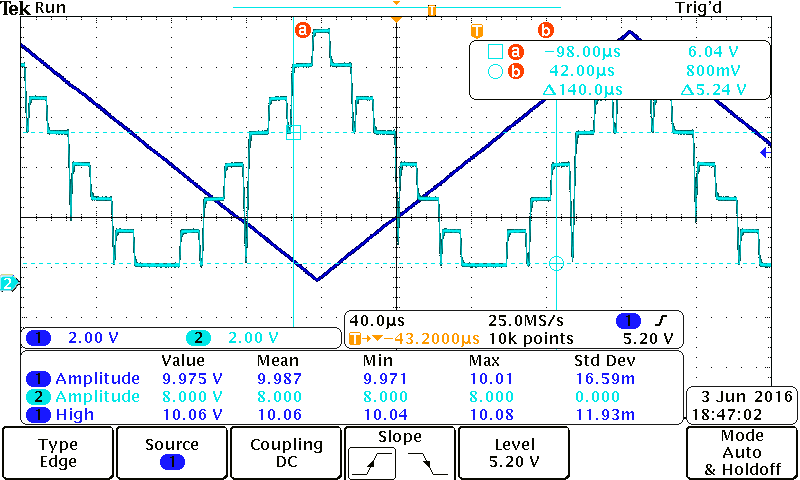 Tek Run Trig'd
a b
a −98.00µs 6.04 V
b 42.00µs 800mV
Δ140.0µs Δ5.24 V
T
T
2
1 2.00 V 2 2.00 V
40.0µs 25.0MS/s 1
T→▼−43.2000µs 10k points 5.20 V
Value Mean Min Max Std Dev
1 Amplitude 9.975 V 9.987 9.971 10.01 16.59m
2 Amplitude 8.000 V 8.000 8.000 8.000 0.000
1 High 10.06 V 10.06 10.04 10.08 11.93m
3 Jun 2016
18:47:02
Type
Edge
Source
1
Coupling
DC
Slope
Level
5.20 V
Mode
Auto
& Holdoff